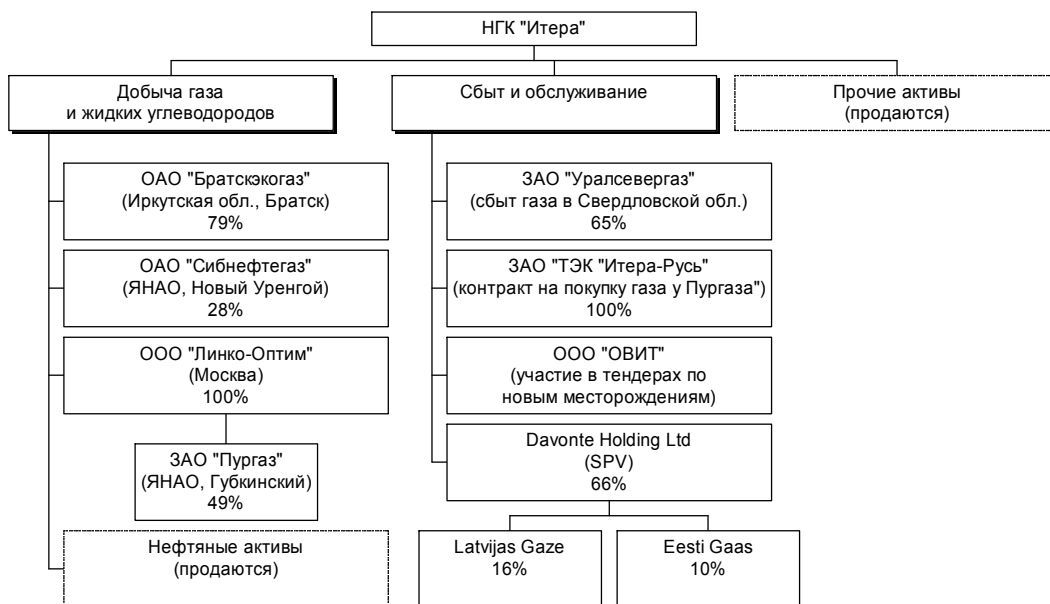 НГК "Итера"
Добыча газа
и жидких углеводородов
Сбыт и обслуживание
Прочие активы
(продаются)
ОАО "Братскэкогаз"
(Иркутская обл., Братск)
79%
ОАО "Сибнефтегаз"
(ЯНАО, Новый Уренгой)
28%
ООО "Линко-Оптим"
(Москва)
100%
ЗАО "Пургаз"
(ЯНАО, Губкинский)
49%
Нефтяные активы
(продаются)
ЗАО "Уралсевергаз"
(сбыт газа в Свердловской обл.)
65%
ЗАО "ТЭК "Итера-Русь"
(контракт на покупку газа у Пургаза")
100%
ООО "ОВИТ"
(участие в тендерах по
новым месторождениям)
Davonte Holding Ltd
(SPV)
66%
Latvijas Gaze
16%
Eesti Gaas
10%